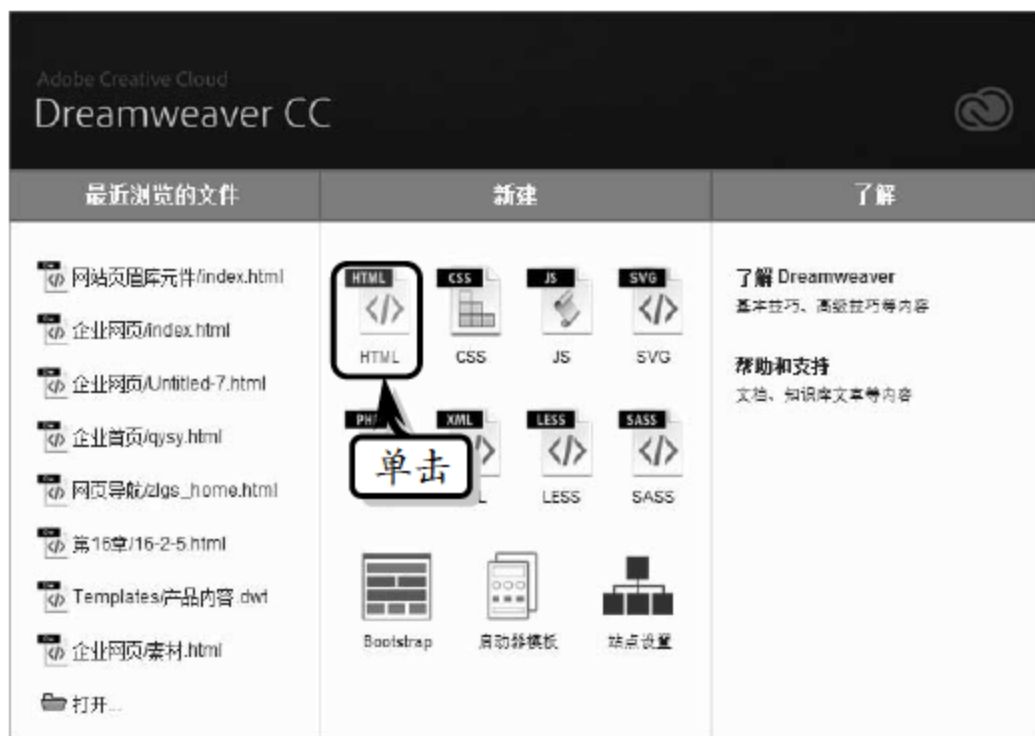 Adobe Creative Cloud
Dreamweaver CC
最近浏览的文件
新建
了解
网站页眉库元件/index.html
企业网页/index.html
企业网页/Untitled-7.html
企业首页/qysy.html
网页导航/zlgs_home.html
第16章/16-2-5.html
Templates/产品内容.dwt
企业网页/素材.html
打开...
HTML
CSS
JS
SVG
HTML
CSS
JS
SVG
XML
LESS
SASS
单击
LESS
SASS
Bootstrap
启动器模板
站点设置
了解 Dreamweaver
基本技巧、高级技巧等内容
帮助和支持
文档、知识库文章等内容